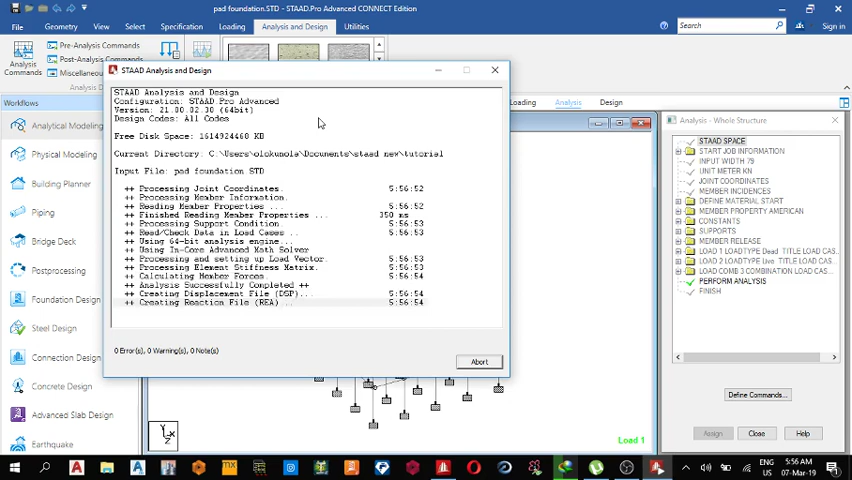 pad foundation.STD - STAAD.Pro Advanced CONNECT Edition
Search
Sign in
File
Geometry
View
Select
Specification
Loading
Analysis and Design
Utilities
Analysis
Commands
Pre-Analysis Commands
Post-Analysis Comma
Miscellaneou
Analysis D
Workflows
Analytical Modeling
Physical Modeling
Building Planner
Piping
Bridge Deck
Postprocessing
Foundation Design
Steel Design
Connection Design
Concrete Design
Advanced Slab Design
Earthquake
STAAD Analysis and Design
STAAD Analysis and Design
Configuration: STAAD.Pro Advanced
Version: 21.00.02.30 (64bit)
Design Codes: All Codes
Free Disk Space: 1614924460 KB
Current Directory: C:\Users\olokumola\Documents\staad new\tutorial
Input File: pad foundation STD
++ Processing Joint Coordinates. 5:56:52
++ Processing Member Information.
++ Reading Member Properties ... 5:56:52
++ Finished Reading Member Properties ... 350 ms
++ Processing Support Condition. 5:56:53
++ Read/Check Data in Load Cases .. 5:56:53
++ Using 64-bit analysis engine...
++ Using In-Core Advanced Math Solver
++ Processing and setting up Load Vector. 5:56:53
++ Processing Element Stiffness Matrix. 5:56:53
++ Calculating Member Forces 5:56:54
++ Analysis Successfully Completed ++
++ Creating Displacement File (DSP)... 5:56:54
++ Creating Reaction File (REA) ... 5:56:54
0 Error(s), 0 Warning(s), 0 Note(s)
Abort
Loading
Analysis
Design
Load 1
Analysis - Whole Structure
STAAD SPACE
START JOB INFORMATION
INPUT WIDTH 79
UNIT METER KN
JOINT COORDINATES
MEMBER INCIDENCES
DEFINE MATERIAL START
MEMBER PROPERTY AMERICAN
CONSTANTS
SUPPORTS
MEMBER RELEASE
LOAD 1 LOADTYPE Dead TITLE LOAD CAS...
LOAD 2 LOADTYPE Live TITLE LOAD CAS...
LOAD COMB 3 COMBINATION LOAD CAS...
PERFORM ANALYSIS
FINISH
Define Commands...
Assign
Close
Help
ENG
US
5:56 AM
07-Mar-19